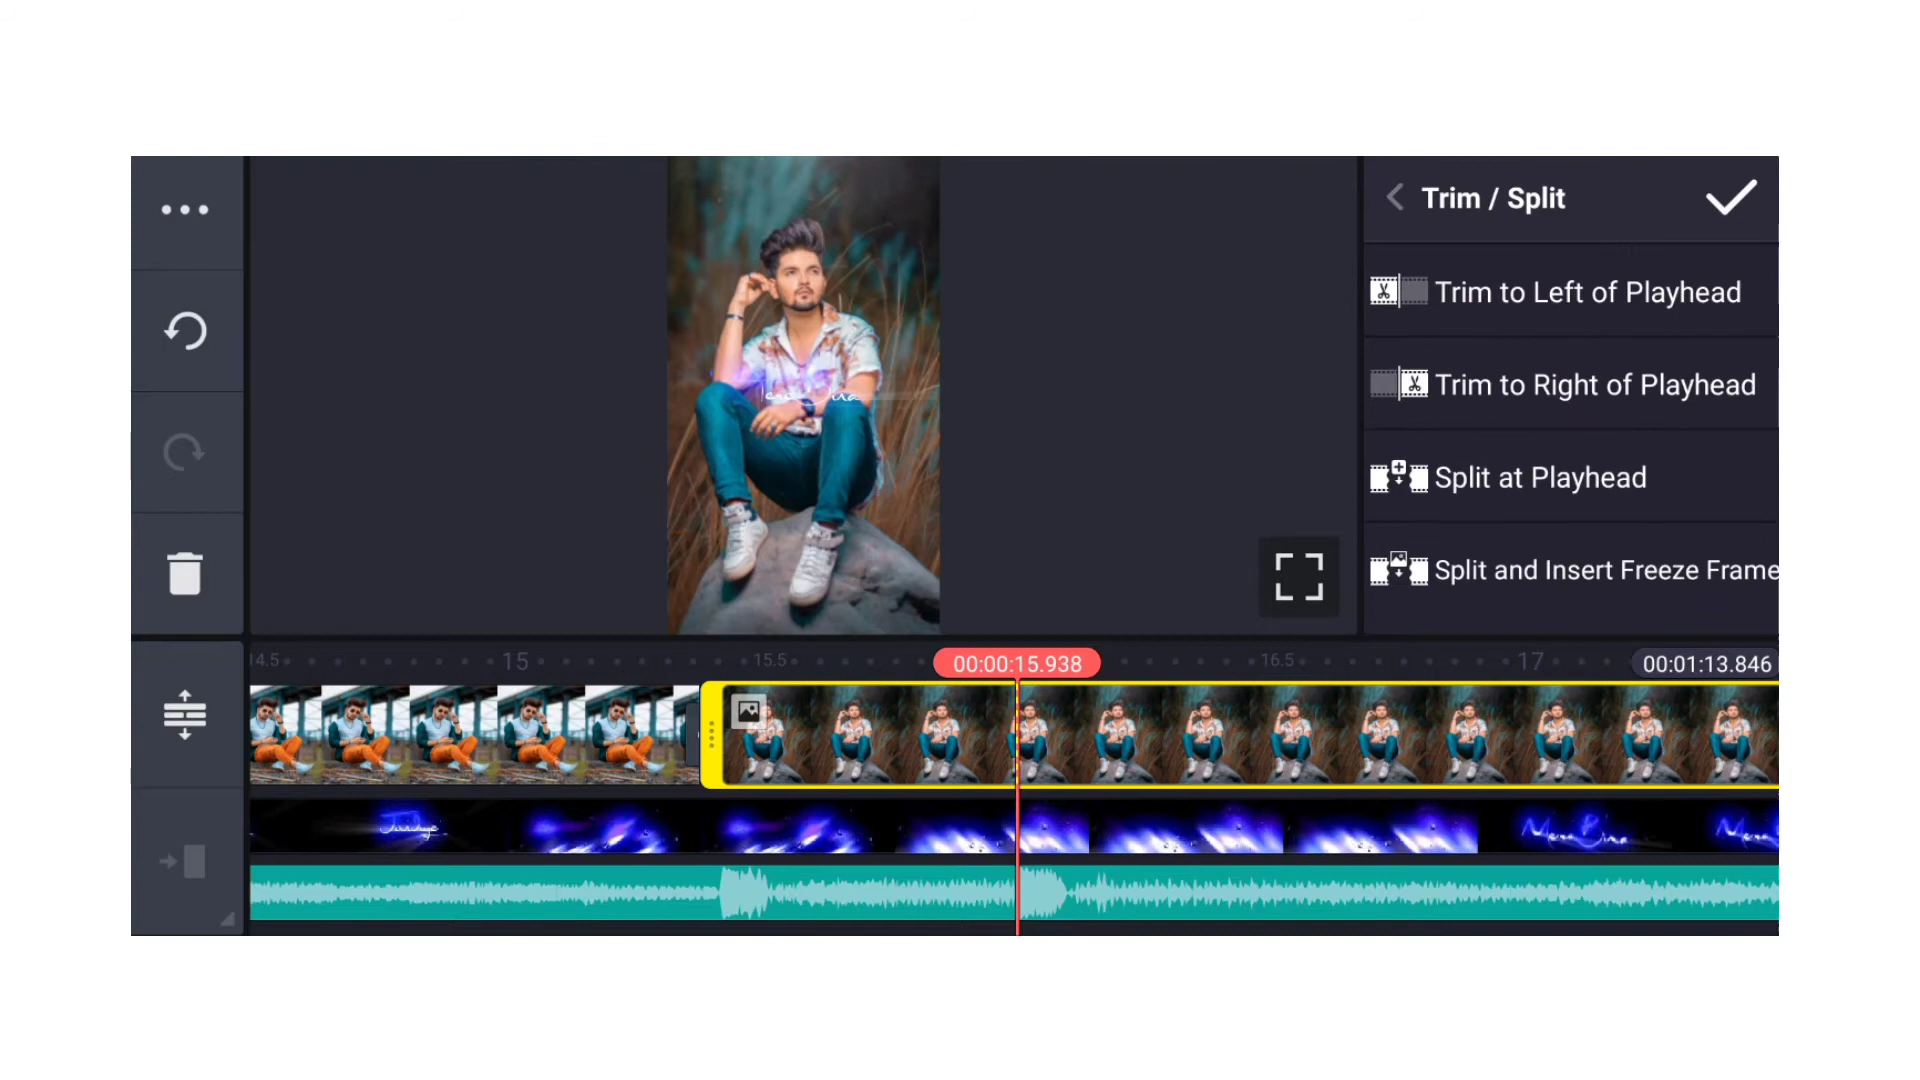 Trim / Split
Trim to Left of Playhead
Trim to Right of Playhead
Split at Playhead
Split and Insert Freeze Frame
4.5
15
15.5
00:00:15.938
16.5
17
00:01:13.846